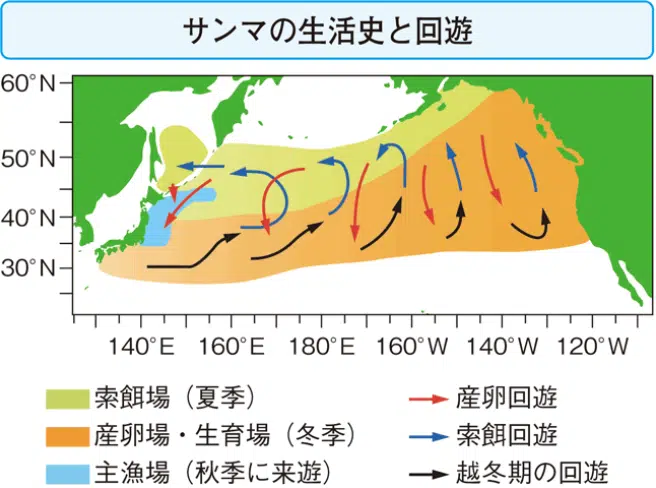 サンマの生活史と回遊
60°N
50°N
40°N
30°N
140°E 160°E 180°E 160°W 140°W 120°W
索餌場（夏季） 産卵回遊
産卵場・生育場（冬季） 索餌回遊
主漁場（秋季に来遊） 越冬期の回遊